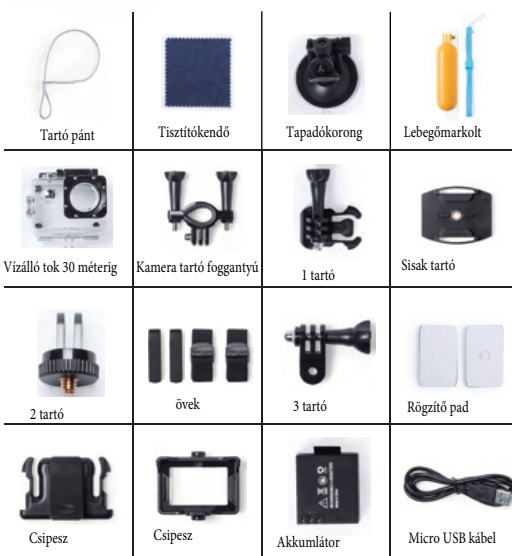 Tartó pánt
Tisztítókendő
Tapadókorong
Lebegőmarkolt
Vízálló tok 30 méterig
Kamera tartó foggantyú
1 tartó
Sisak tartó
2 tartó
övek
3 tartó
Rögzítő pad
Csipesz
Csipesz
Akkumlátor
Micro USB kábel